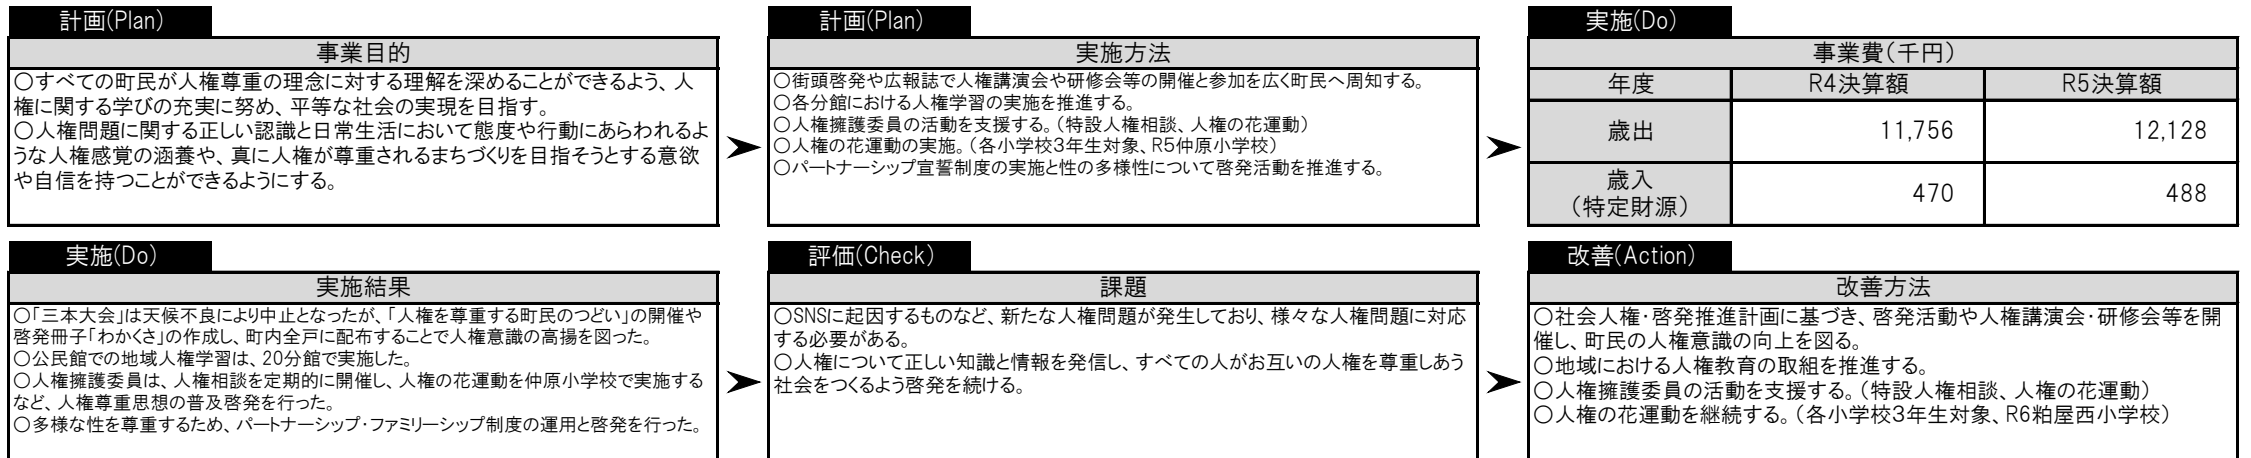 計画(Plan)
事業目的
○すべての町民が人権尊重の理念に対する理解を深めることができるよう、人
権に関する学びの充実に努め、平等な社会の実現を目指す。
○人権問題に関する正しい認識と日常生活において態度や行動にあらわれるよ
うな人権感覚の涵養や、真に人権が尊重されるまちづくりを目指そうとする意欲
や自信を持つことができるようにする。
計画(Plan)
実施方法
○街頭啓発や広報誌で人権講演会や研修会等の開催と参加を広く町民へ周知する。
○各分館における人権学習の実施を推進する。
○人権擁護委員の活動を支援する。(特設人権相談、人権の花運動)
○人権の花運動の実施。(各小学校3年生対象、R5仲原小学校)
○パートナーシップ宣誓制度の実施と性の多様性について啓発活動を推進する。
実施(Do)
事業費(千円)
年度 R4決算額 R5決算額
歳出 11,756 12,128
歳入
(特定財源) 470 488
実施(Do)
実施結果
○「三本大会」は天候不良により中止となったが、「人権を尊重する町民のつどい」の開催や
啓発冊子「わかくさ」の作成し、町内全戸に配布することで人権意識の高揚を図った。
○公民館での地域人権学習は、20分館で実施した。
○人権擁護委員は、人権相談を定期的に開催し、人権の花運動を仲原小学校で実施する
など、人権尊重思想の普及啓発を行った。
○多様な性を尊重するため、パートナーシップ・ファミリーシップ制度の運用と啓発を行った。
評価(Check)
課題
○SNSに起因するものなど、新たな人権問題が発生しており、様々な人権問題に対応
する必要がある。
○人権について正しい知識と情報を発信し、すべての人がお互いの人権を尊重しあう
社会をつくるよう啓発を続ける。
改善(Action)
改善方法
○社会人権・啓発推進計画に基づき、啓発活動や人権講演会・研修会等を開
催し、町民の人権意識の向上を図る。
○地域における人権教育の取組を推進する。
○人権擁護委員の活動を支援する。(特設人権相談、人権の花運動)
○人権の花運動を継続する。(各小学校3年生対象、R6粕屋西小学校)